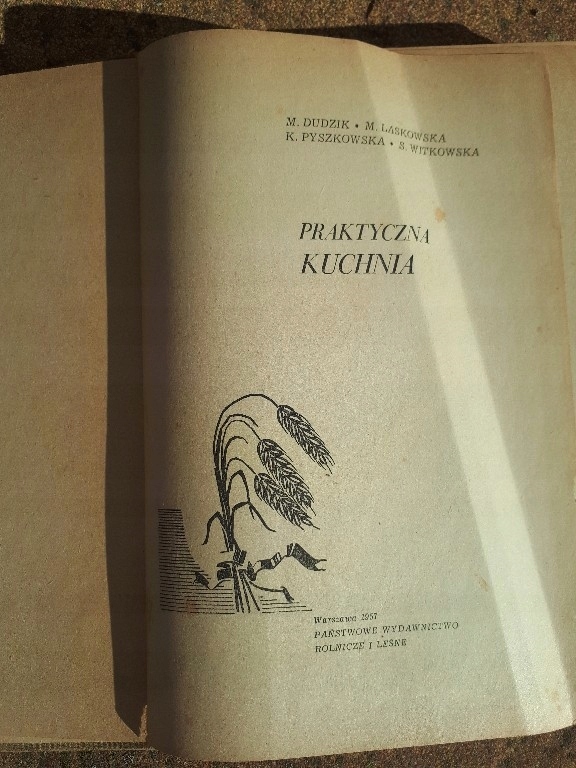 M. DUDZIK • M. LASKOWSKA
K. PYSZKOWSKA • S. WITKOWSKA
PRAKTYCZNA
KUCHNIA
Warszawa 1957
PAŃSTWOWE WYDAWNICTWO
ROLNICZE I LEŚNE